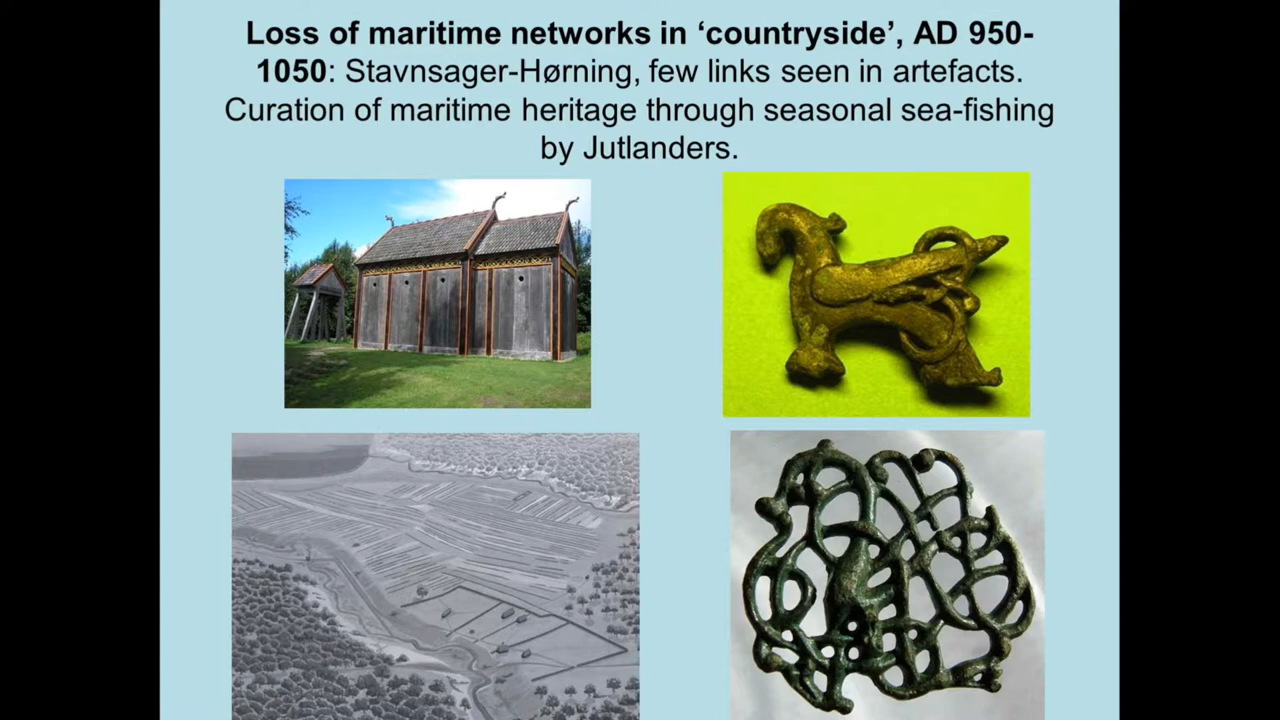 Loss of maritime networks in ‘countryside’, AD 950-
1050: Stavnsager-Hørning, few links seen in artefacts.
Curation of maritime heritage through seasonal sea-fishing
by Jutlanders.